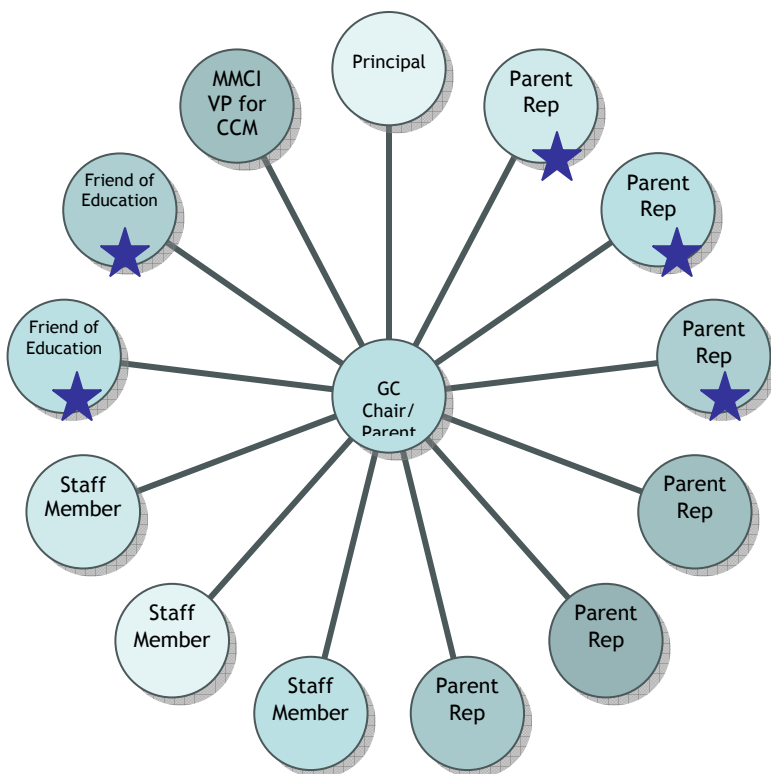 Principal
Parent
Rep
Parent
Rep
Parent
Rep
Parent
Rep
Parent
Rep
Parent
Rep
Staff
Member
Staff
Member
Staff
Member
Friend of
Education
Friend of
Education
MMCI
VP for
CCM
GC
Chair/
Parent